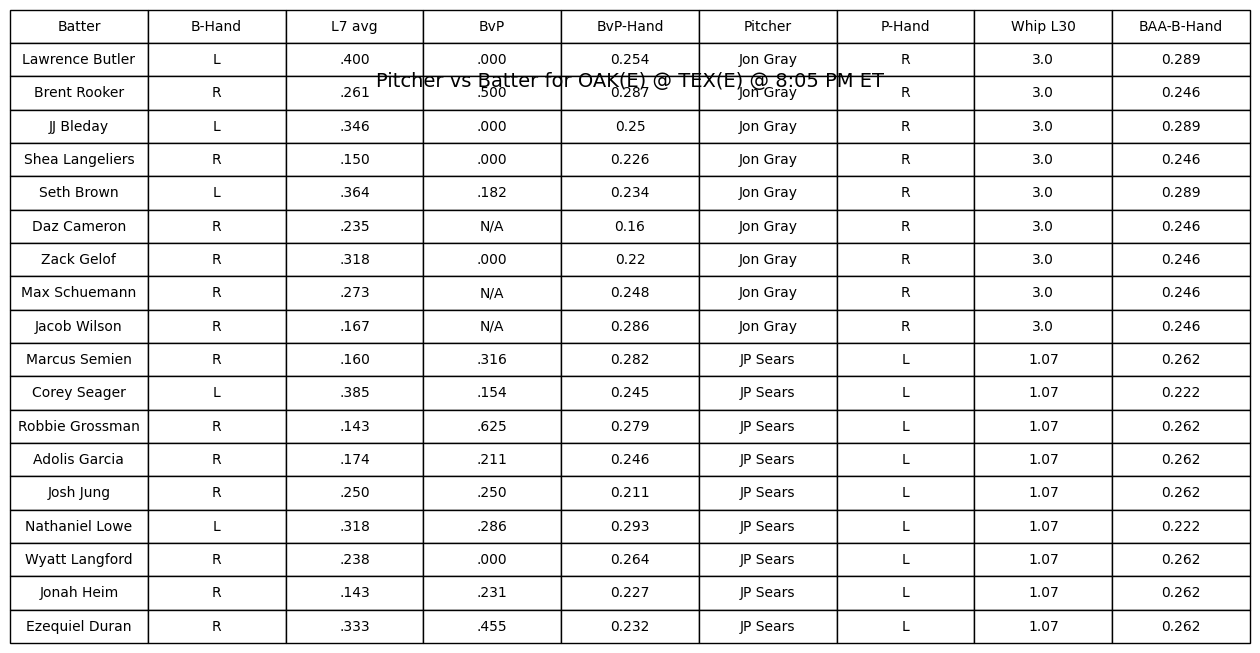 Batter B-Hand L7 avg BvP BvP-Hand Pitcher P-Hand Whip L30 BAA-B-Hand
Lawrence Butler L .400 .000 0.254 Jon Gray R 3.0 0.289
Pitcher vs Batter for OAK(E) @ TEX(E) @ 8:05 PM ET
Brent Rooker R .261 .500 0.287 Jon Gray R 3.0 0.246
JJ Bleday L .346 .000 0.25 Jon Gray R 3.0 0.289
Shea Langeliers R .150 .000 0.226 Jon Gray R 3.0 0.246
Seth Brown L .364 .182 0.234 Jon Gray R 3.0 0.289
Daz Cameron R .235 N/A 0.16 Jon Gray R 3.0 0.246
Zack Gelof R .318 .000 0.22 Jon Gray R 3.0 0.246
Max Schuemann R .273 N/A 0.248 Jon Gray R 3.0 0.246
Jacob Wilson R .167 N/A 0.286 Jon Gray R 3.0 0.246
Marcus Semien R .160 .316 0.282 JP Sears L 1.07 0.262
Corey Seager L .385 .154 0.245 JP Sears L 1.07 0.222
Robbie Grossman R .143 .625 0.279 JP Sears L 1.07 0.262
Adolis Garcia R .174 .211 0.246 JP Sears L 1.07 0.262
Josh Jung R .250 .250 0.211 JP Sears L 1.07 0.262
Nathaniel Lowe L .318 .286 0.293 JP Sears L 1.07 0.222
Wyatt Langford R .238 .000 0.264 JP Sears L 1.07 0.262
Jonah Heim R .143 .231 0.227 JP Sears L 1.07 0.262
Ezequiel Duran R .333 .455 0.232 JP Sears L 1.07 0.262